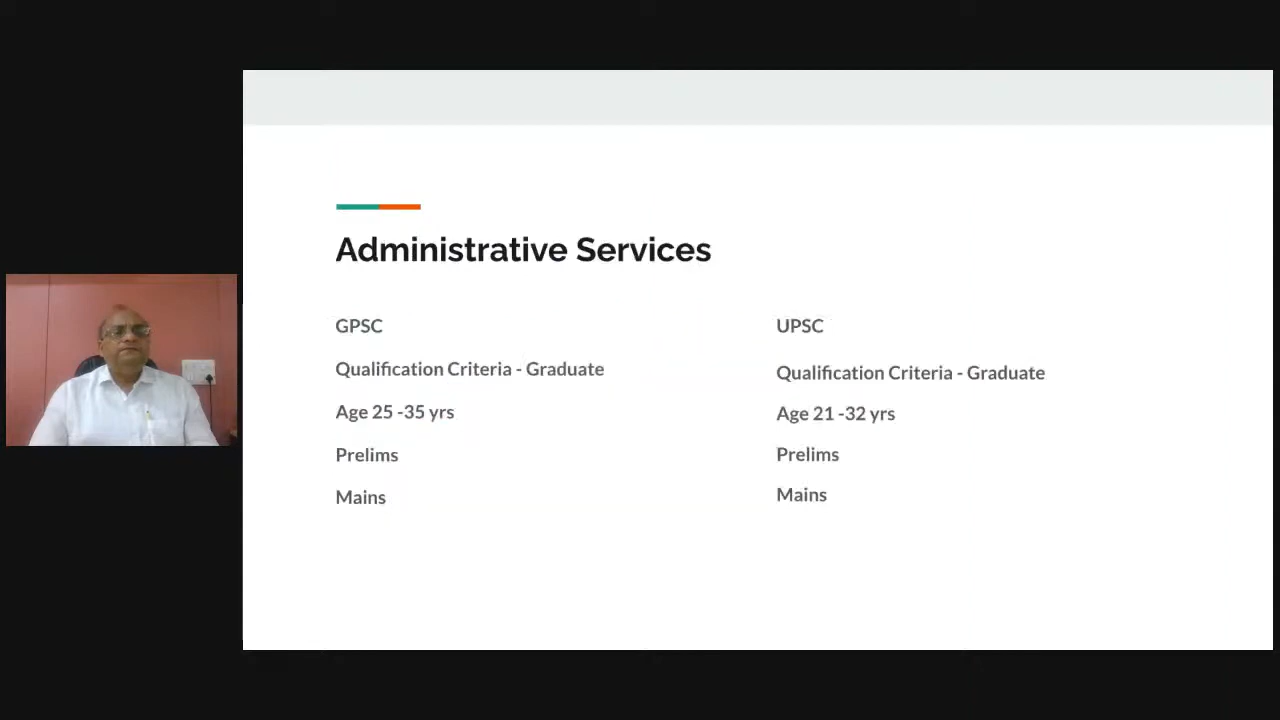 Administrative Services
GPSC
Qualification Criteria - Graduate
Age 25 -35 yrs
Prelims
Mains
UPSC
Qualification Criteria - Graduate
Age 21 -32 yrs
Prelims
Mains